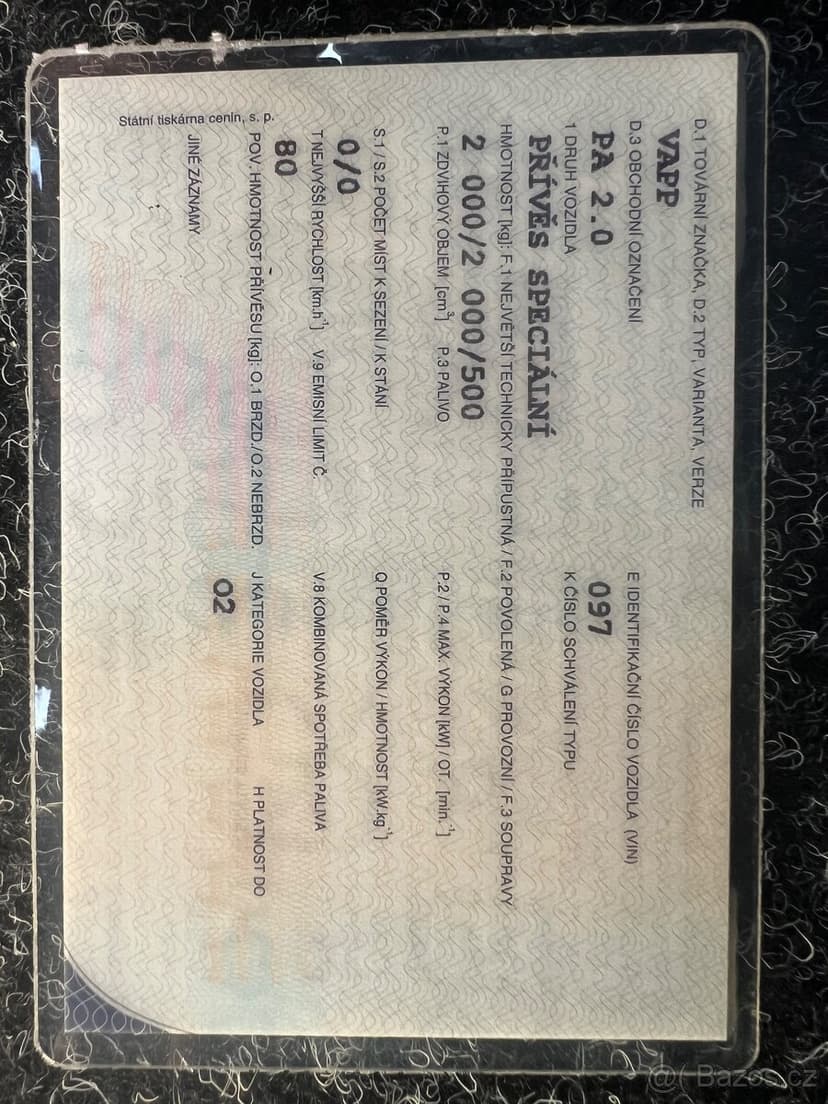 D.1 TOVÁRNÍ ZNAČKA, D.2 TYP, VARIANTA, VERZE
VAPP
D.3 OBCHODNÍ OZNAČENÍ E IDENTIFIKAČNÍ ČÍSLO VOZIDLA (VIN)
PA 2.0 097
1 DRUH VOZIDLA K ČÍSLO SCHVÁLENÍ TYPU
PŘÍVĚS SPECIÁLNÍ
HMOTNOST [kg]: F.1 NEJVĚTŠÍ TECHNICKY PŘÍPUSTNÁ / F.2 POVOLENÁ / G PROVOZNÍ / F.3 SOUPRAVY
2 000/2 000/500
P.1 ZDVIHOVÝ OBJEM [cm³] P.3 PALIVO P.2 / P.4 MAX. VÝKON [kW] / OT. [min.⁻¹]
S.1 / S.2 POČET MÍST K SEZENÍ / K STÁNÍ Q POMĚR VÝKON / HMOTNOST [kW.kg⁻¹]
0/0
T NEJVYŠŠÍ RYCHLOST [km.h⁻¹] V.9 EMISNÍ LIMIT Č. V.8 KOMBINOVANÁ SPOTŘEBA PALIVA
80
POV. HMOTNOST PŘÍVĚSU [kg]: O.1 BRZD./O.2 NEBRZD. J KATEGORIE VOZIDLA H PLATNOST DO
O2
JINÉ ZÁZNAMY
Státní tiskárna cenin, s. p.
@( Bazos.cz